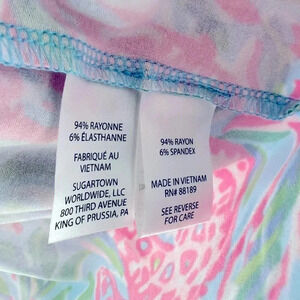 94% RAYONNE
6% ÉLASTHANNE
FABRIQUÉ AU
VIETNAM
SUGARTOWN
WORLDWIDE, LLC
800 THIRD AVENUE
KING OF PRUSSIA, PA
94% RAYON
6% SPANDEX
MADE IN VIETNAM
RN# 88189
SEE REVERSE
FOR CARE